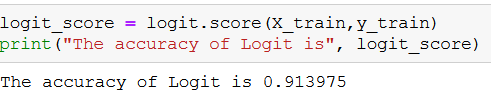 logit_score = logit.score(X_train,y_train)
print("The accuracy of Logit is", logit_score)
The accuracy of Logit is 0.913975